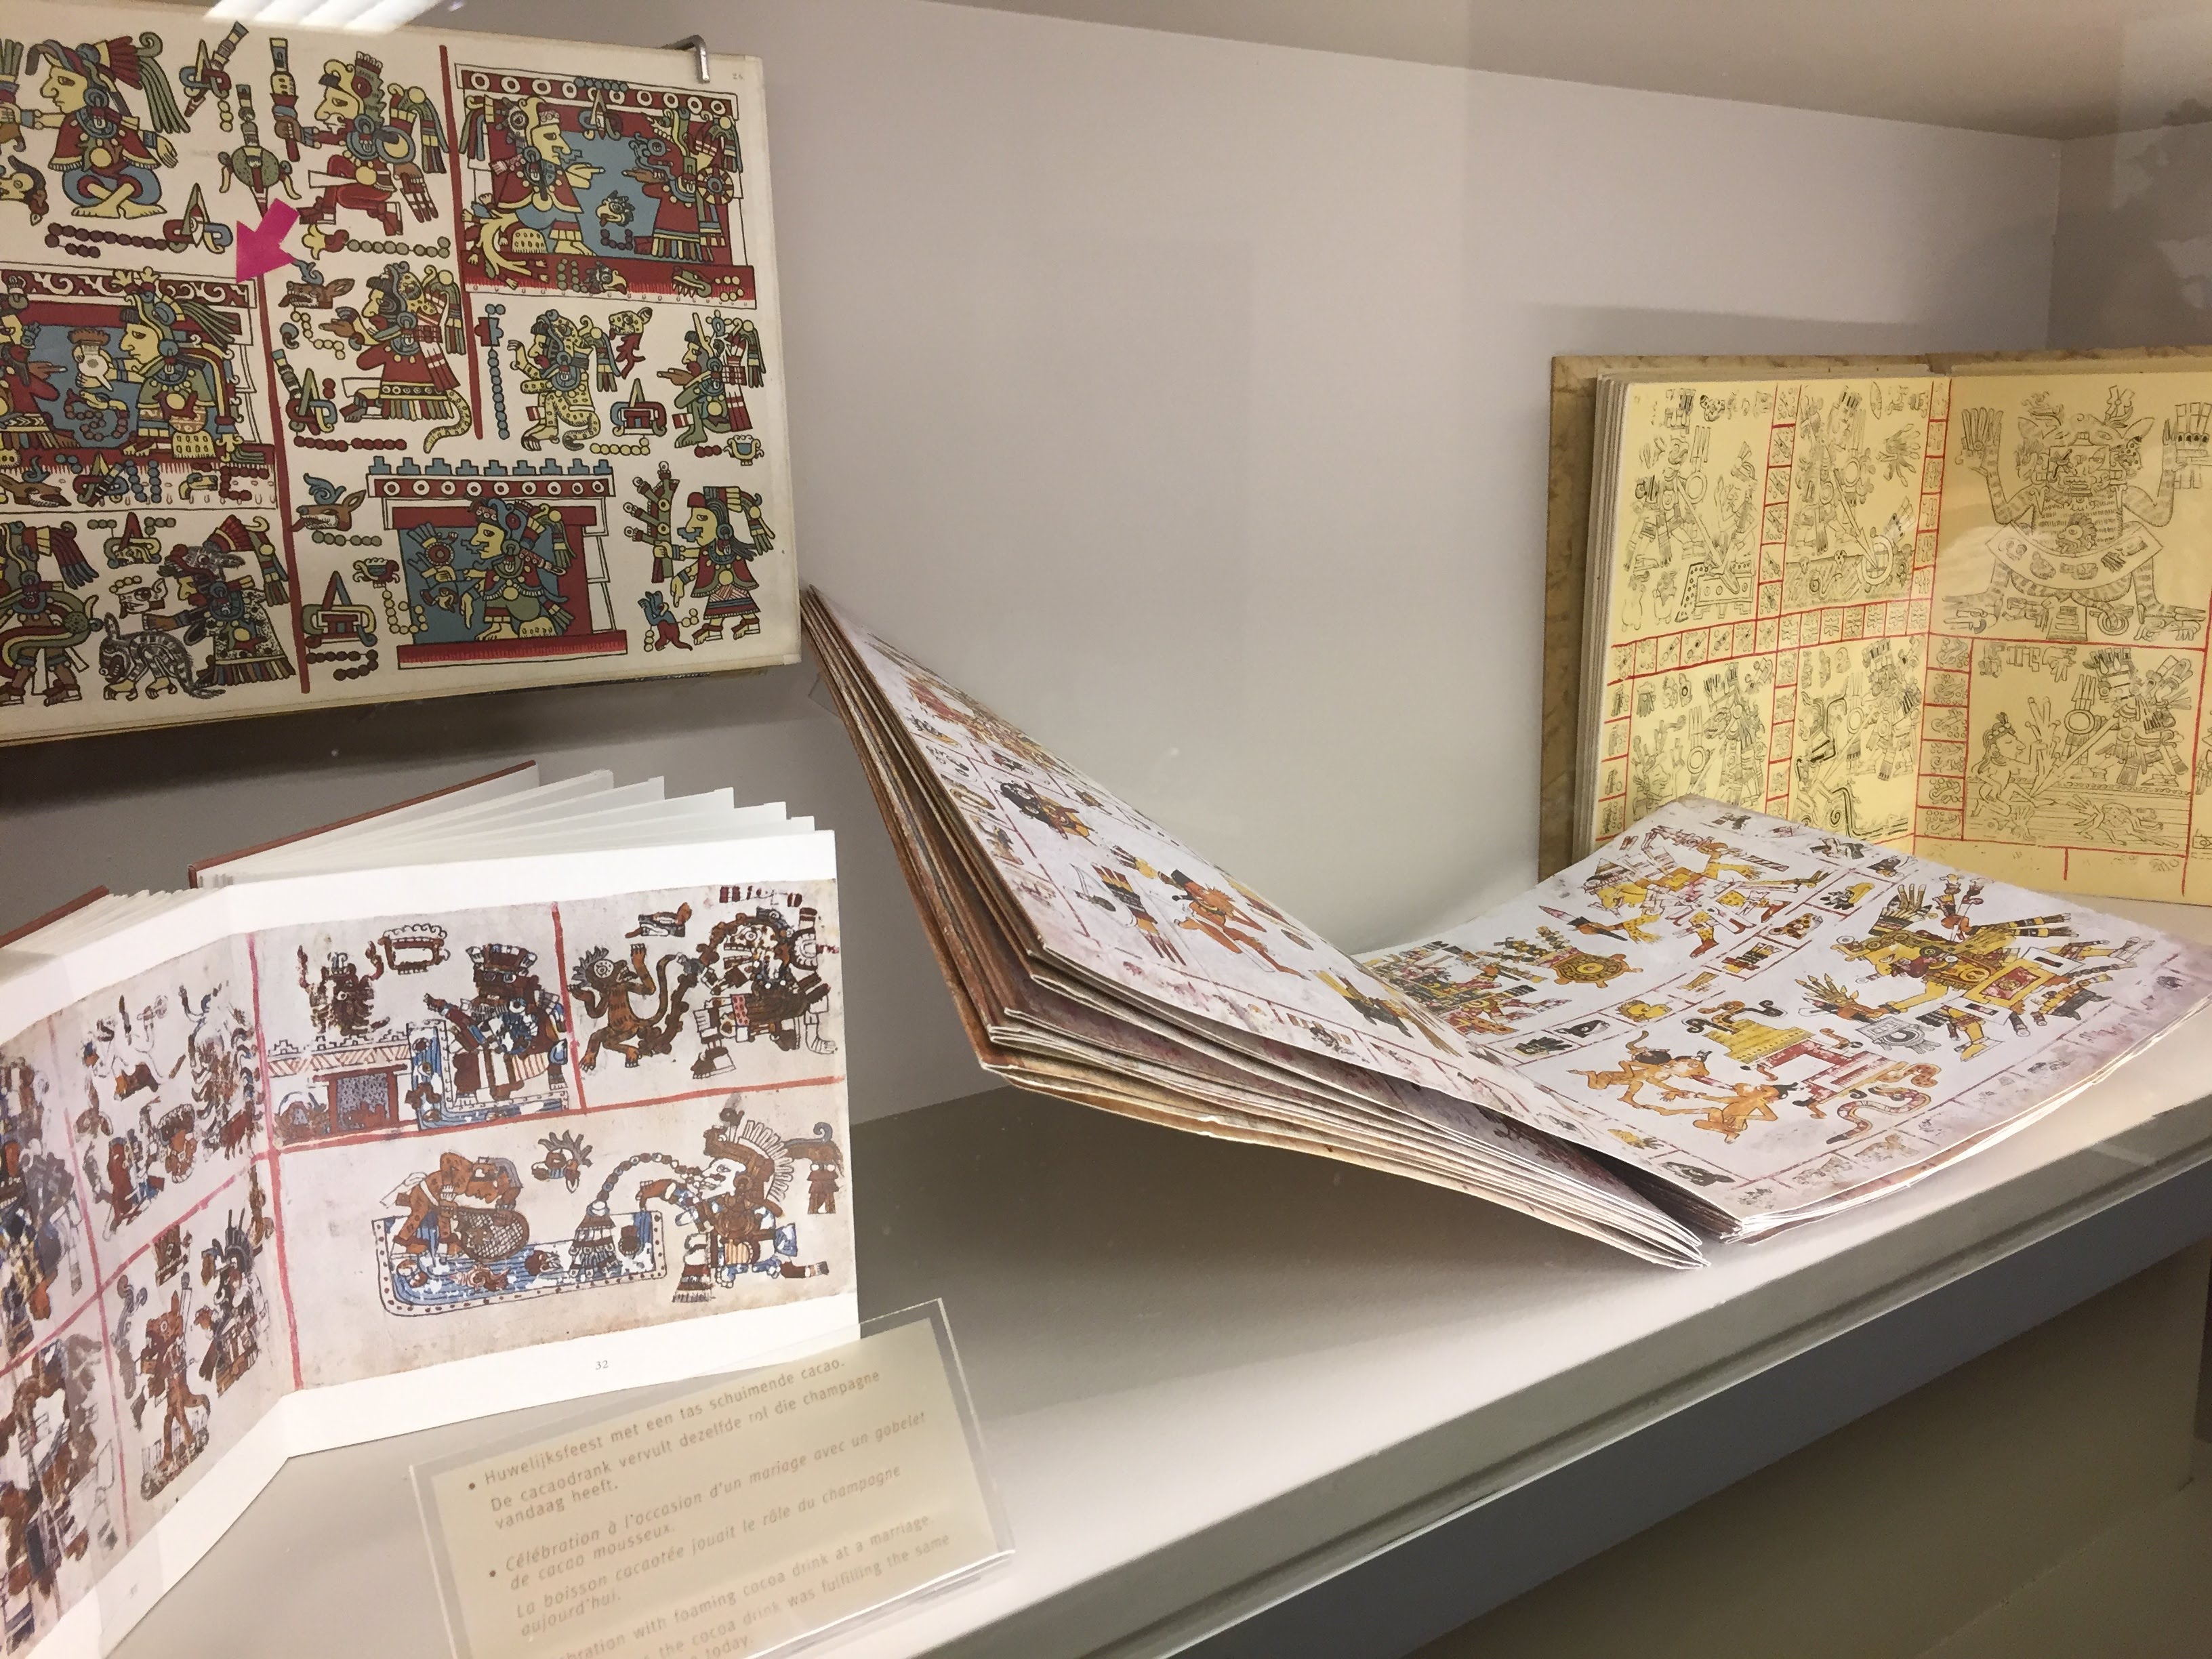 26
32
• Huwelijksfeest met een tas schuimende cacao.
De cacaodrank vervult dezelfde rol die champagne
vandaag heeft.
• Célébration à l'occasion d'un mariage avec un gobelet
de cacao mousseux.
La boisson cacaotée jouait le rôle du champagne
aujourd'hui.
with foaming cocoa drink at a marriage.
the cocoa drink was fulfilling the same
today.